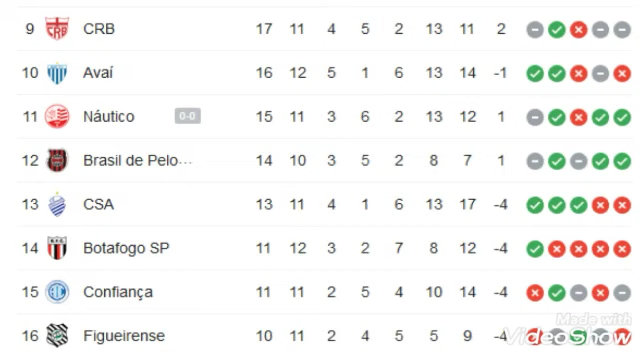 9 CRB 17 11 4 5 2 13 11 2
10 Avaí 16 12 5 1 6 13 14 -1
11 Náutico 0-0 15 11 3 6 2 13 12 1
12 Brasil de Pelo... 14 10 3 5 2 8 7 1
13 CSA 13 11 4 1 6 13 17 -4
14 Botafogo SP 11 12 3 2 7 8 12 -4
15 Confiança 11 11 2 5 4 10 14 -4
16 Figueirense 10 11 2 4 5 5 9 -4
Made with
VideoShow